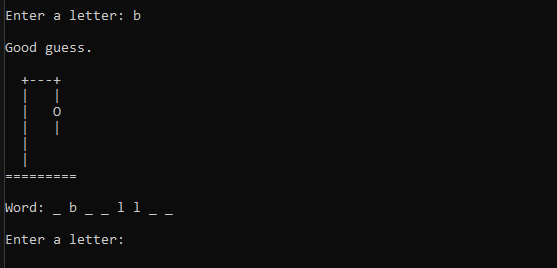 Enter a letter: b
Good guess.
  +---+
  |   |
  |   O
  |   |
  |
  |
=========
Word: _ b _ _ l l _ _
Enter a letter: